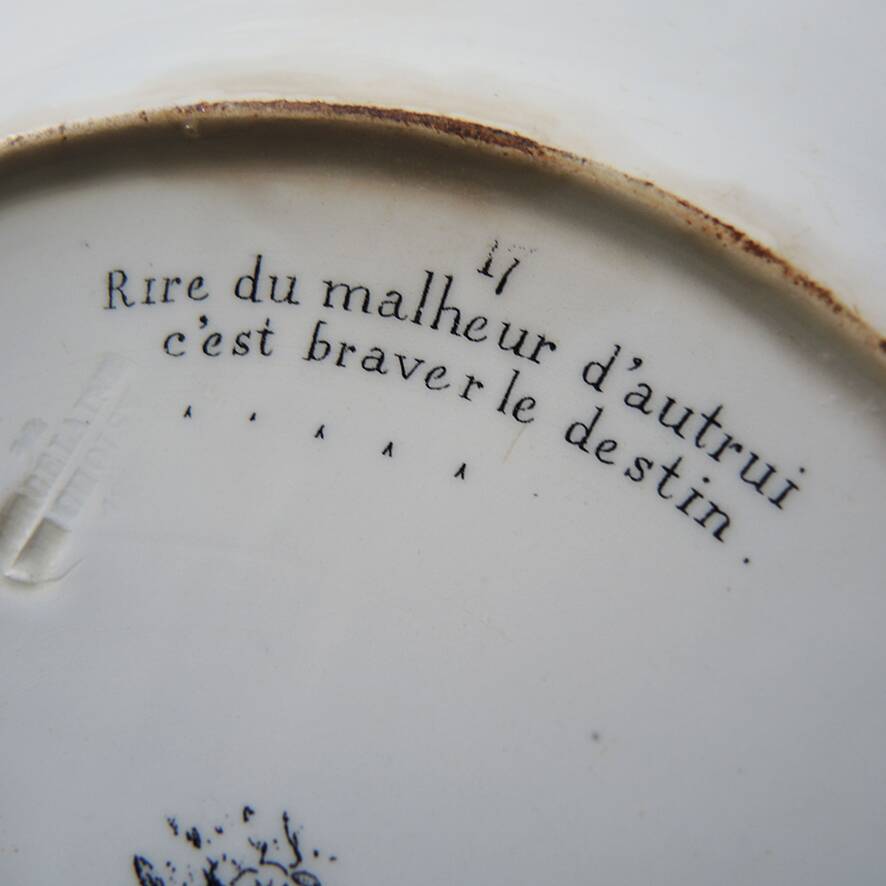 17
Rire du malheur d'autrui
c'est braver le destin.